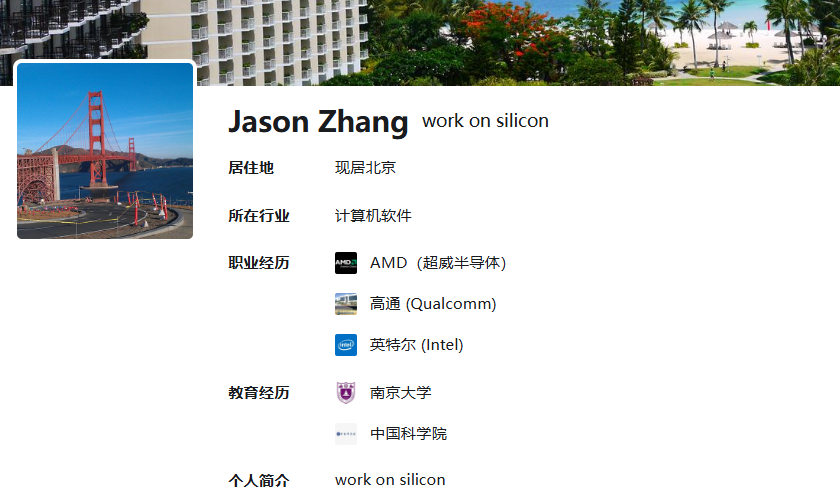 Jason Zhang work on silicon
居住地 现居北京
所在行业 计算机软件
职业经历 AMD（超威半导体）
高通 (Qualcomm)
英特尔 (Intel)
教育经历 南京大学
中国科学院
个人简介 work on silicon